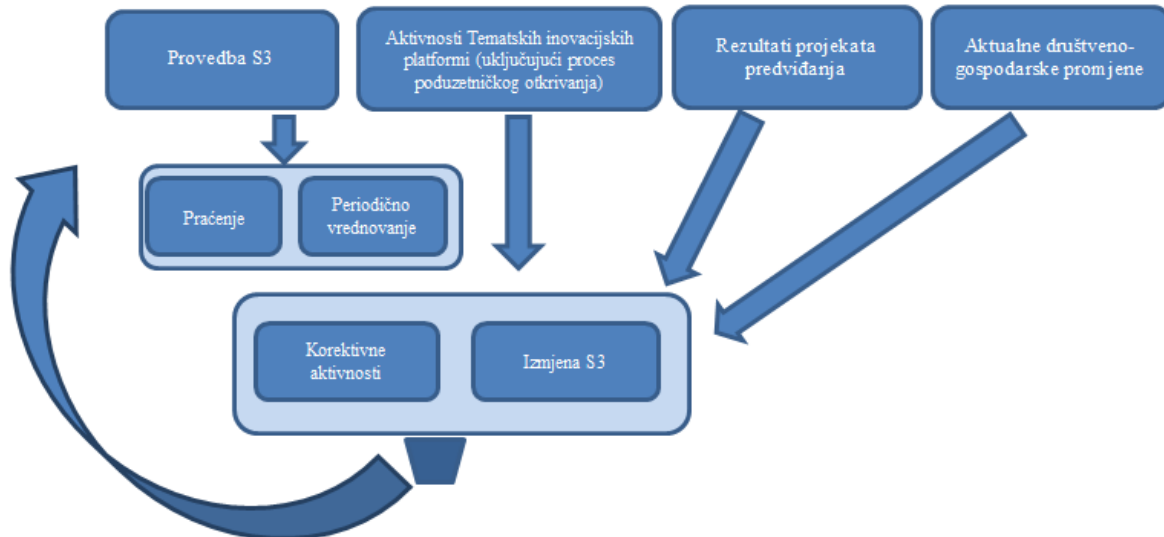 Provedba S3
Aktivnosti Tematskih inovacijskih
platformi (uključujući proces
poduzetničkog otkrivanja)
Rezultati projekata
predviđanja
Aktualne društveno-
gospodarske promjene
Praćenje
Periodično
vrednovanje
Korektivne
aktivnosti
Izmjena S3